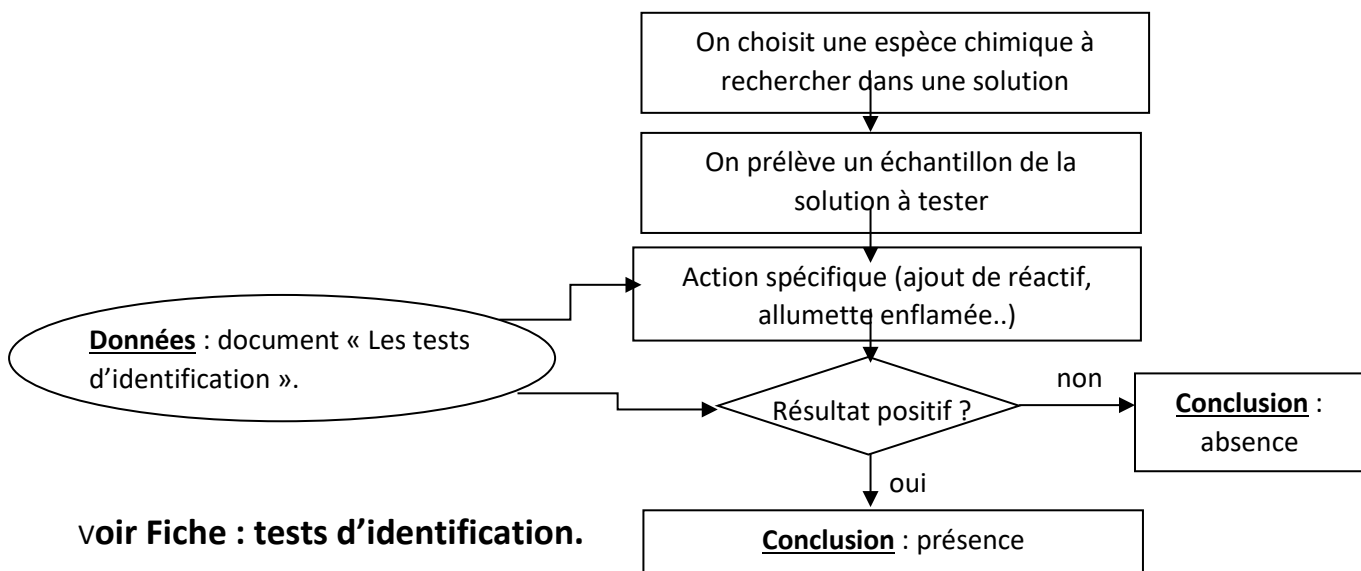 On choisit une espèce chimique à
rechercher dans une solution
On prélève un échantillon de la
solution à tester
Action spécifique (ajout de réactif,
allumette enflamée..)
Données : document « Les tests
d’identification ».
Résultat positif ?
non
Conclusion :
absence
oui
voir Fiche : tests d’identification.
Conclusion : présence